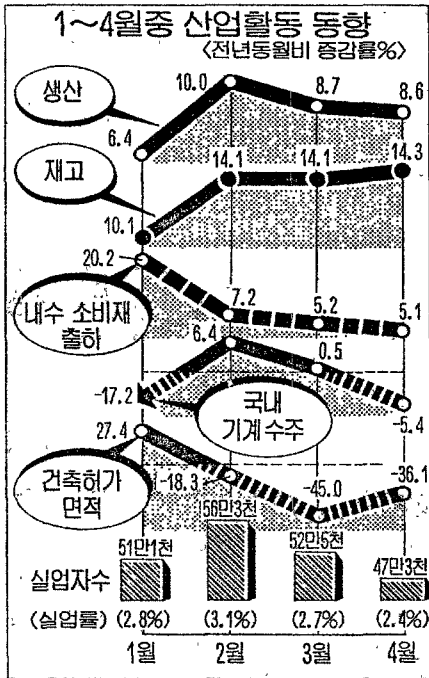 1~4월중 산업활동 동향
<전년동월비 증감률%>
생산
6.4
10.0
8.7
8.6
재고
10.1
14.1
14.1
14.3
내수 소비재
출하
20.2
7.2
5.2
5.1
국내
기계수주
-17.2
6.4
0.5
-5.4
건축허가
면적
27.4
-18.3
-45.0
-36.1
실업자수
51만1천
56만3천
52만5천
47만3천
(실업률) (2.8%) (3.1%) (2.7%) (2.4%)
1월 2월 3월 4월